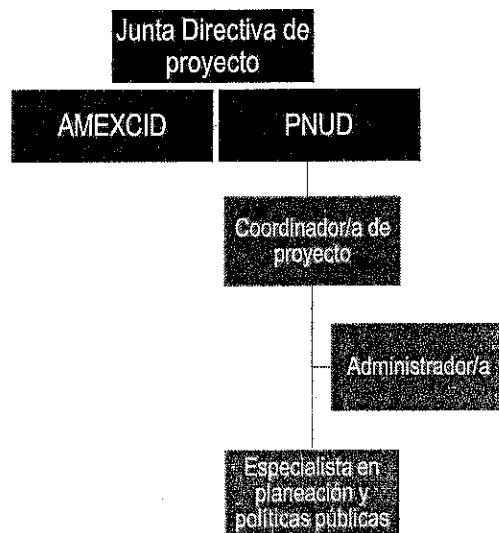 Junta Directiva de
proyecto
AMEXCID
PNUD
Coordinador/a de
proyecto
Administrador/a
Especialista en
planeación y
políticas públicas